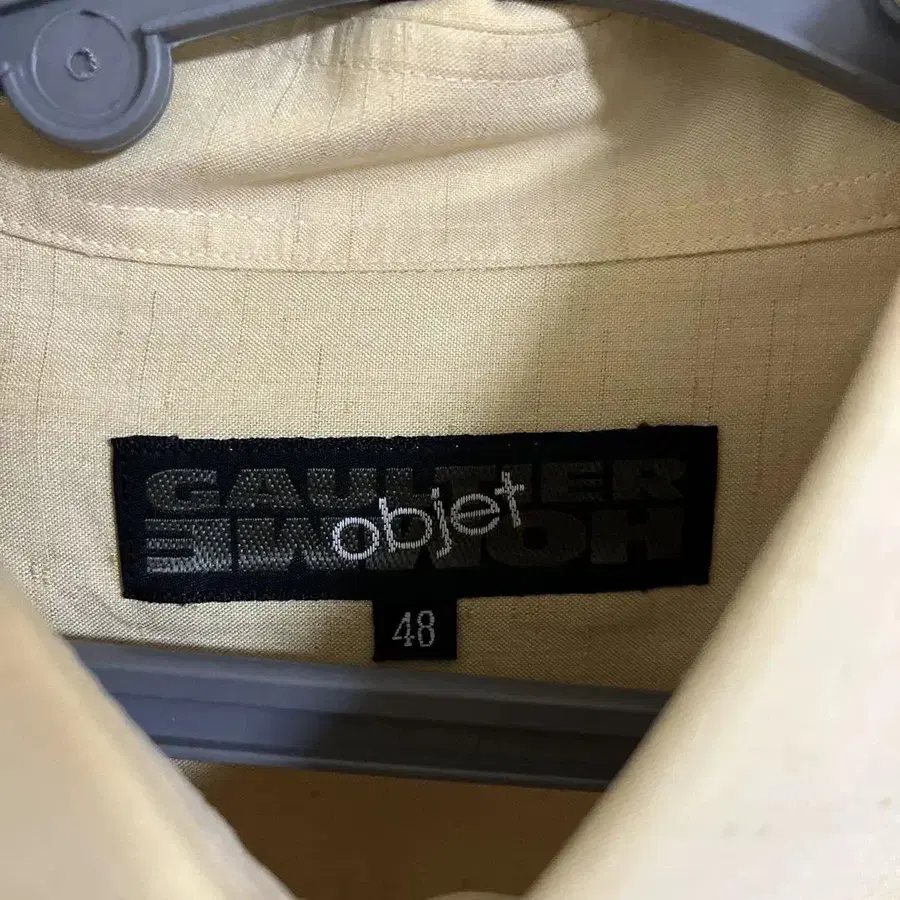 GAULTIER
objet
HOMME
48